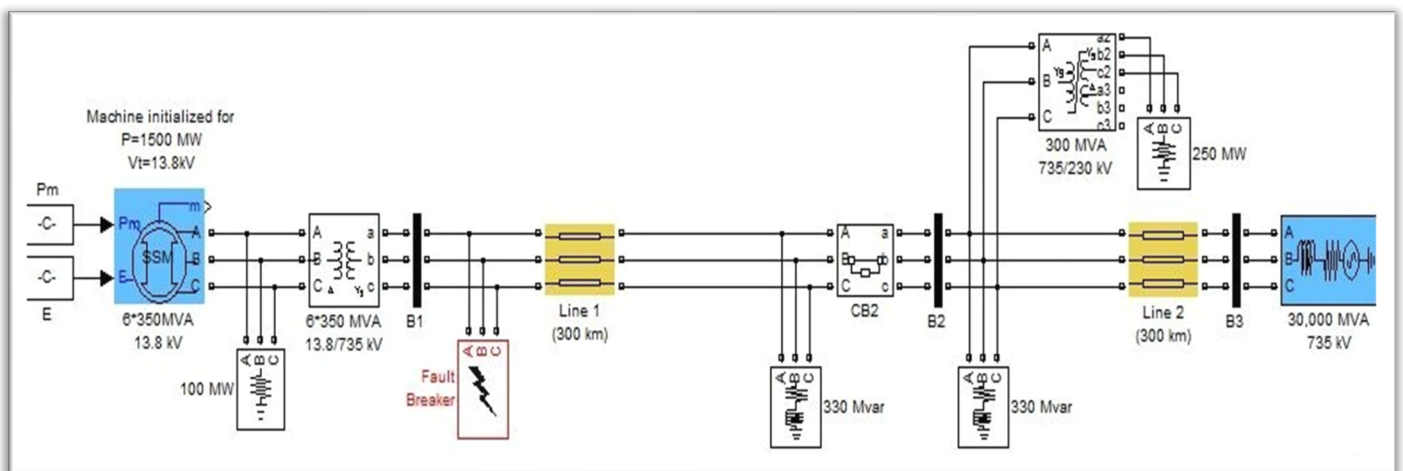 Machine initialized for
P=1500 MW
Vt=13.8kV
Pm
-C-
-C-
E
Pm
E
m
SSM
A
B
C
6*350MVA
13.8 kV
A B C
100 MW
A
B
C
a
b
c
Δ
Yg
6*350 MVA
13.8/735 kV
B1
A B C
Fault
Breaker
Line 1
(300 km)
A B C
330 Mvar
A
B
C
a
b
c
CB2
B2
A B C
330 Mvar
A
B
C
Yg
Yg
Δ
a2
b2
c2
a3
b3
c3
300 MVA
735/230 kV
A B C
250 MW
Line 2
(300 km)
B3
A
B
C
30,000 MVA
735 kV